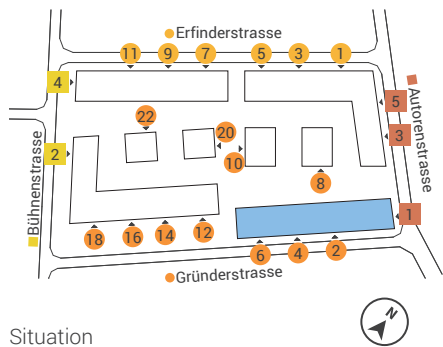 Erfinderstrasse
11 9 7 5 3 1
4
5
Autorenstrasse
3
22
20
10
2
8
Bühnenstrasse
1
18 16 14 12
6 4 2
Gründerstrasse
N
Situation